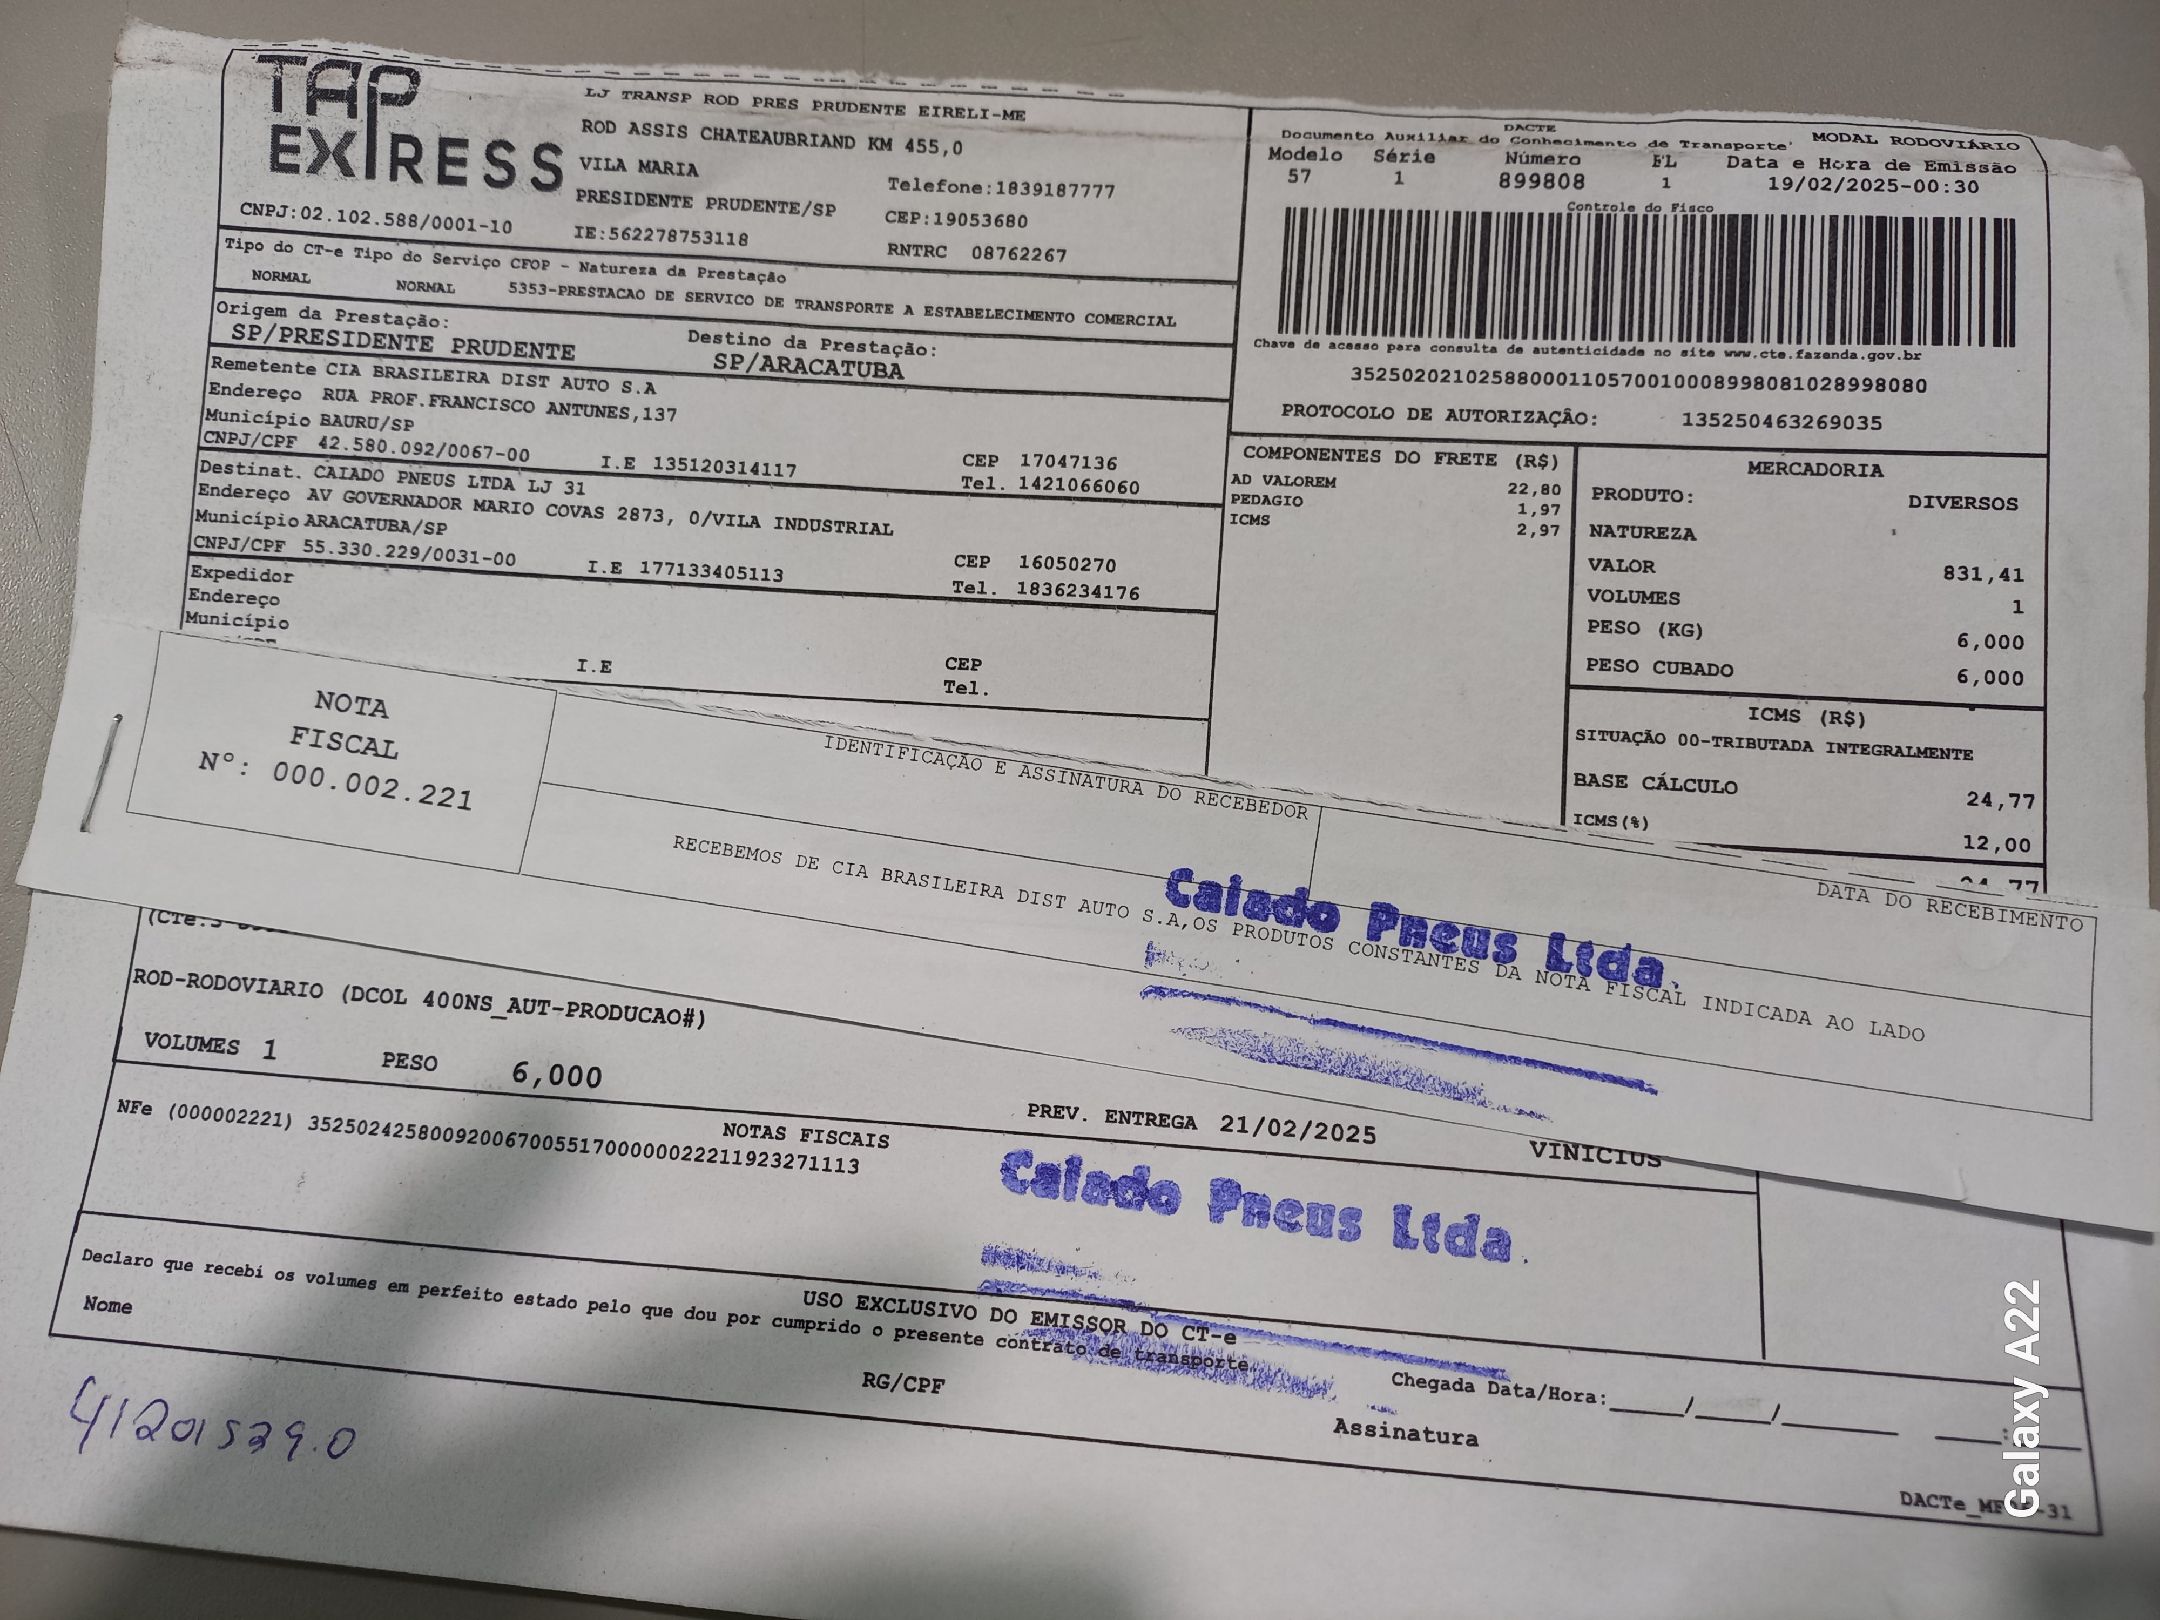 TAP
EXPRESS
LJ TRANSP ROD PRES PRUDENTE EIRELI-ME
ROD ASSIS CHATEAUBRIAND KM 455,0
VILA MARIA
Telefone:1839187777
PRESIDENTE PRUDENTE/SP
CEP:19053680
CNPJ:02.102.588/0001-10
IE:562278753118
RNTRC 08762267
DACTE
Documento Auxiliar do Conhecimento de Transporte
MODAL RODOVIÁRIO
Modelo Série Número FL Data e Hora de Emissão
57 1 899808 1 19/02/2025-00:30
Controle do Fisco
Chave de acesso para consulta de autenticidade no site www.cte.fazenda.gov.br
35250202102588000110570010008998081028998080
PROTOCOLO DE AUTORIZAÇÃO: 135250463269035
Tipo do CT-e Tipo do Serviço CFOP - Natureza da Prestação
NORMAL NORMAL 5353-PRESTACAO DE SERVICO DE TRANSPORTE A ESTABELECIMENTO COMERCIAL
Origem da Prestação: Destino da Prestação:
SP/PRESIDENTE PRUDENTE SP/ARACATUBA
Remetente CIA BRASILEIRA DIST AUTO S.A
Endereço RUA PROF.FRANCISCO ANTUNES,137
Município BAURU/SP
CEP 17047136
CNPJ/CPF 42.580.092/0067-00 I.E 135120314117 Tel. 1421066060
Destinat. CAIADO PNEUS LTDA LJ 31
Endereço AV GOVERNADOR MARIO COVAS 2873, 0/VILA INDUSTRIAL
Município ARACATUBA/SP
CEP 16050270
CNPJ/CPF 55.330.229/0031-00 I.E 177133405113 Tel. 1836234176
Expedidor
Endereço
Município
I.E CEP
Tel.
COMPONENTES DO FRETE (R$)
AD VALOREM 22,80
PEDAGIO 1,97
ICMS 2,97
MERCADORIA
PRODUTO: DIVERSOS
NATUREZA
VALOR 831,41
VOLUMES 1
PESO (KG) 6,000
PESO CUBADO 6,000
ICMS (R$)
SITUAÇÃO 00-TRIBUTADA INTEGRALMENTE
BASE CÁLCULO 24,77
ICMS(%) 12,00
NOTA
FISCAL
N°: 000.002.221
IDENTIFICAÇÃO E ASSINATURA DO RECEBEDOR
DATA DO RECEBIMENTO
RECEBEMOS DE CIA BRASILEIRA DIST AUTO S.A,OS PRODUTOS CONSTANTES DA NOTA FISCAL INDICADA AO LADO
Caiado Pneus Ltda.
ROD-RODOVIARIO (DCOL 400NS_AUT-PRODUCAO#)
VOLUMES 1 PESO 6,000
PREV. ENTREGA 21/02/2025
VINICIUS
NOTAS FISCAIS
NFe (000002221) 35250242580092006700551700000022211923271113
Caiado Pneus Ltda.
USO EXCLUSIVO DO EMISSOR DO CT-e
Declaro que recebi os volumes em perfeito estado pelo que dou por cumprido o presente contrato de transporte.
Nome
RG/CPF
Chegada Data/Hora:_____/_____/________ ____:____
Assinatura
41201529.0
Galaxy A22